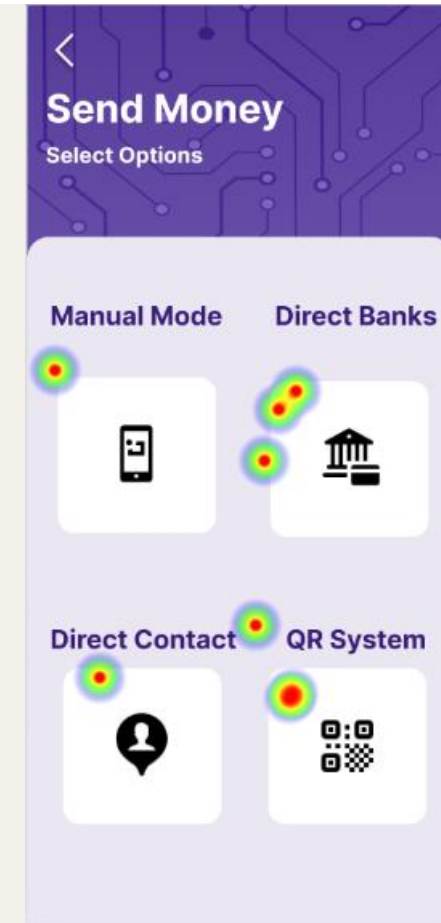 Send Money
Select Options
Manual Mode
Direct Banks
Direct Contact
QR System